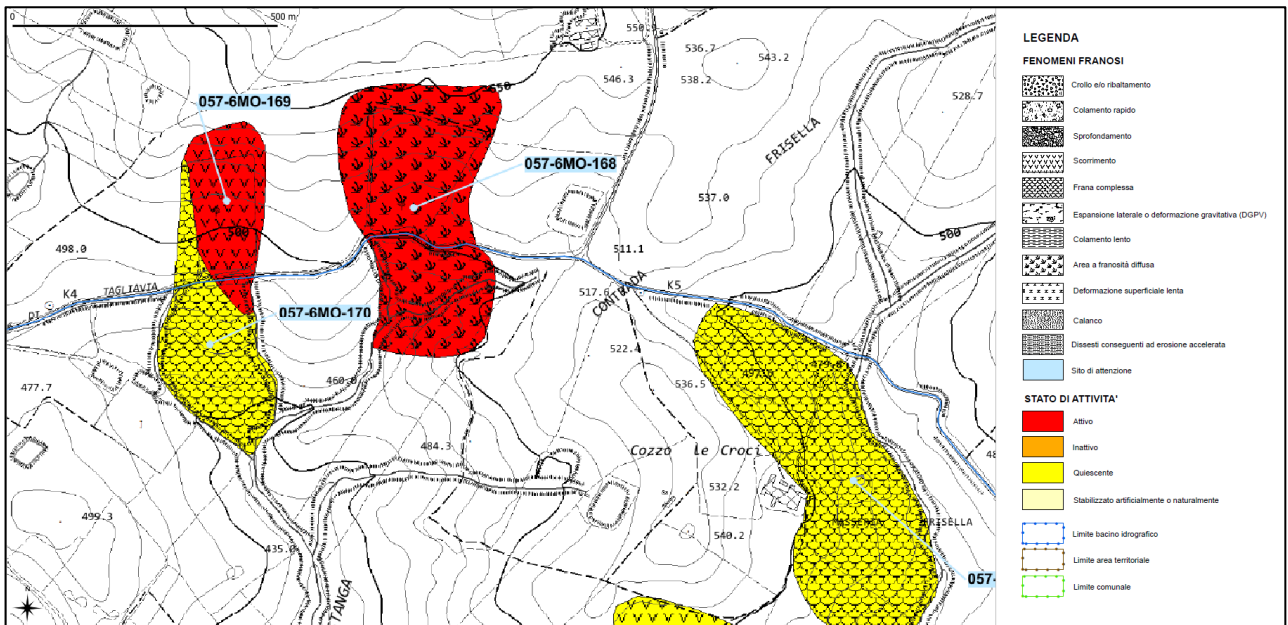 0
500 m
550.9
536.7
543.2
546.3
538.2
550
528.7
057-6MO-169
057-6MO-168
FRISELLA
537.0
500
498.0
511.1
500
K4
TAGLIAVIA
K5
517.6
CONTRADA
DI
057-6MO-170
522.4
477.7
460.0
536.5
484.3
Cozzo le Croci
532.2
499.3
540.2
MASSERIA FRISELLA
435.0
TANGA
057-
N
LEGENDA
FENOMENI FRANOSI
Crollo e/o ribaltamento
Colamento rapido
Sprofondamento
Scorrimento
Frana complessa
Espansione laterale o deformazione gravitativa (DGPV)
Colamento lento
Area a franosità diffusa
Deformazione superficiale lenta
Calanco
Dissesti conseguenti ad erosione accelerata
Sito di attenzione
STATO DI ATTIVITA'
Attivo
Inattivo
Quiescente
Stabilizzato artificialmente o naturalmente
Limite bacino idrografico
Limite area territoriale
Limite comunale